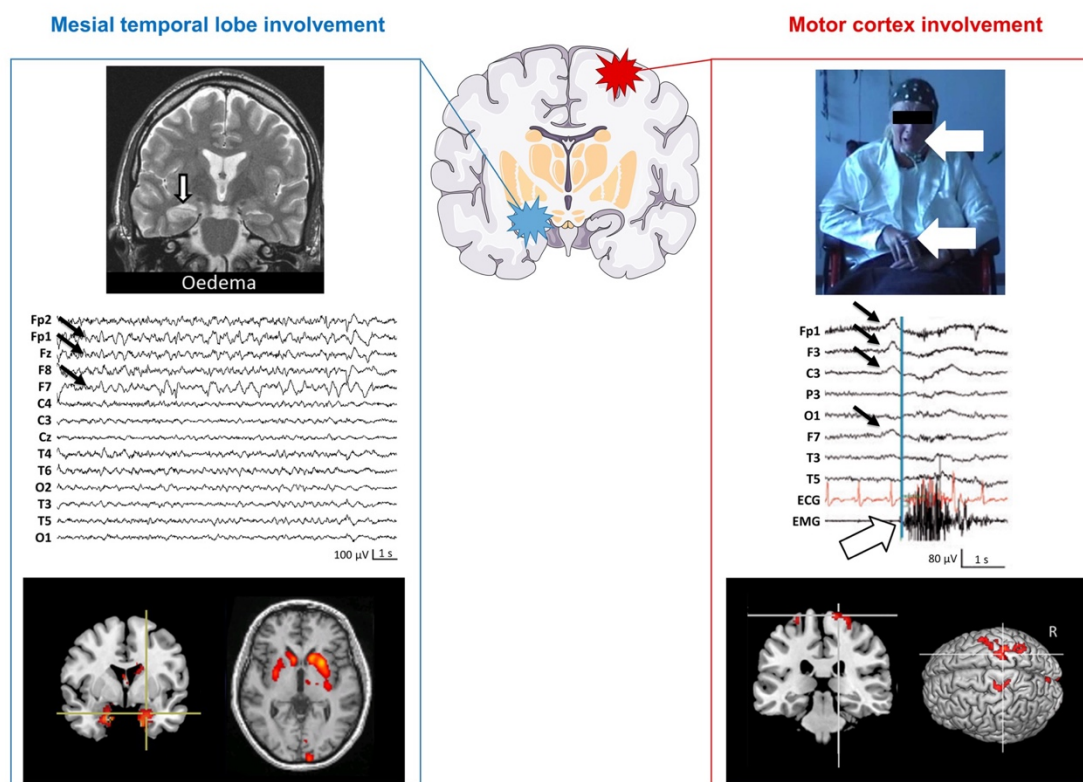 Mesial temporal lobe involvement
Motor cortex involvement
Oedema
Fp2
Fp1
Fz
F8
F7
C4
C3
Cz
T4
T6
O2
T3
T5
O1
100 µV 1 s
Fp1
F3
C3
P3
O1
F7
T3
T5
ECG
EMG
80 µV 1 s
R